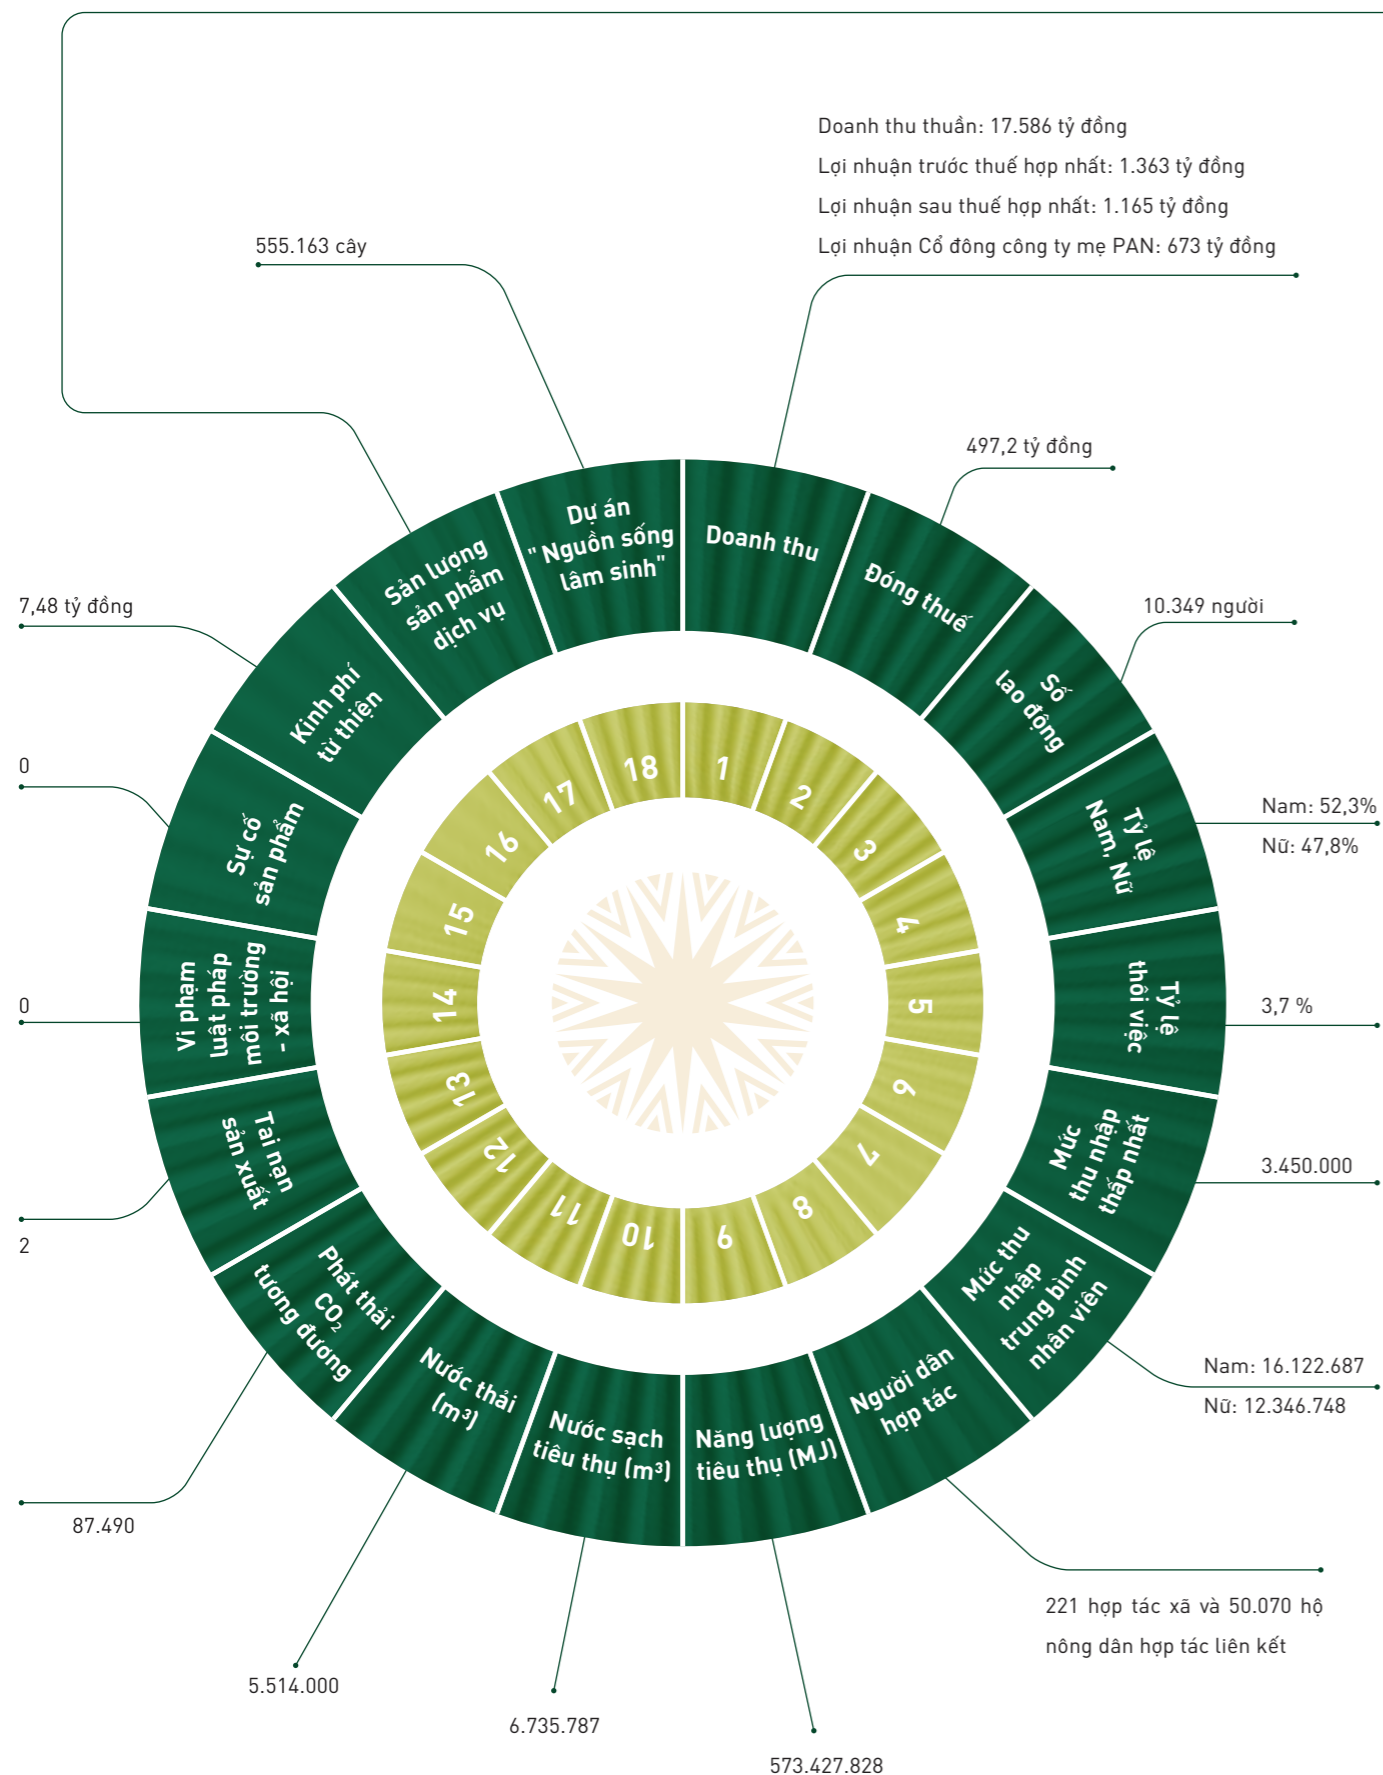 Doanh thu thuần: 17.586 tỷ đồng
Lợi nhuận trước thuế hợp nhất: 1.363 tỷ đồng
Lợi nhuận sau thuế hợp nhất: 1.165 tỷ đồng
Lợi nhuận Cổ đông công ty mẹ PAN: 673 tỷ đồng
Doanh thu
1
497,2 tỷ đồng
Đóng thuế
2
10.349 người
Số
lao động
3
Nam: 52,3%
Nữ: 47,8%
Tỷ lệ
Nam, Nữ
4
3,7 %
Tỷ lệ
thôi việc
5
3.450.000
Mức
thu nhập
thấp nhất
6
Nam: 16.122.687
Nữ: 12.346.748
Mức thu
nhập
trung bình
nhân viên
7
221 hợp tác xã và 50.070 hộ
nông dân hợp tác liên kết
Người dân
hợp tác
8
573.427.828
Năng lượng
tiêu thụ (MJ)
9
6.735.787
Nước sạch
tiêu thụ (m³)
10
5.514.000
Nước thải
(m³)
11
87.490
Phát thải
CO₂
tương đương
12
2
Tai nạn
sản xuất
13
0
Vi phạm
luật pháp
môi trường
- xã hội
14
0
Sự cố
sản phẩm
15
7,48 tỷ đồng
Kinh phí
từ thiện
16
Sản lượng
sản phẩm
dịch vụ
17
555.163 cây
Dự án
" Nguồn sống
lâm sinh"
18